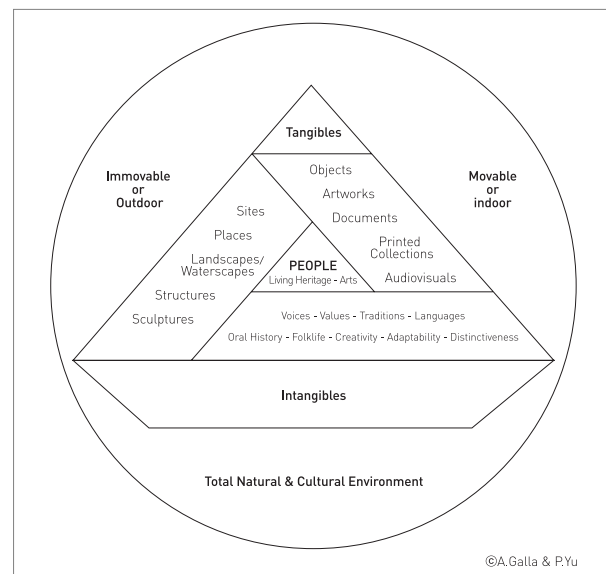 Tangibles
Immovable
or
Outdoor
Movable
or
indoor
Objects
Artworks
Documents
Printed
Collections
Audiovisuals
Sites
Places
Landscapes/
Waterscapes
Structures
Sculptures
PEOPLE
Living Heritage - Arts
Voices - Values - Traditions - Languages
Oral History - Folklife - Creativity - Adaptability - Distinctiveness
Intangibles
Total Natural & Cultural Environment
©A.Galla & P.Yu